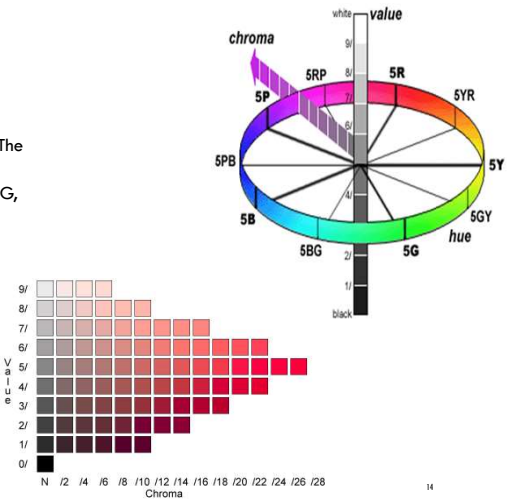 white value
chroma
9/
8/
7/
6/
4/
2/
1/
black
5RP
5R
5P
5YR
5PB
5Y
5B
5GY
5BG
5G
hue
The
G,
9/
8/
7/
6/
5/
4/
3/
2/
1/
0/
Value
N /2 /4 /6 /8 /10 /12 /14 /16 /18 /20 /22 /24 /26 /28
Chroma
14